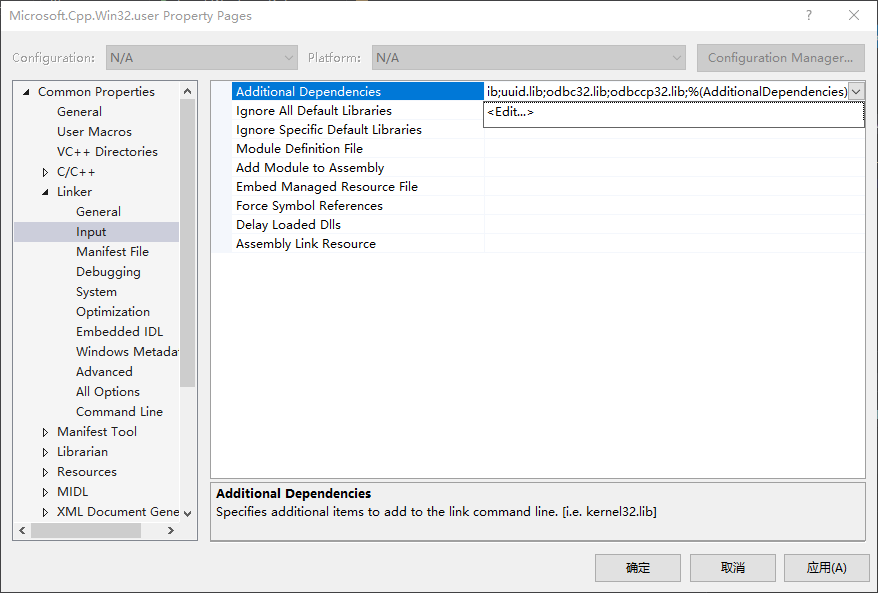 Microsoft.Cpp.Win32.user Property Pages
?
Configuration: N/A Platform: N/A Configuration Manager...
Common Properties
General
User Macros
VC++ Directories
C/C++
Linker
General
Input
Manifest File
Debugging
System
Optimization
Embedded IDL
Windows Metada
Advanced
All Options
Command Line
Manifest Tool
Librarian
Resources
MIDL
XML Document Gene
Additional Dependencies ib;uuid.lib;odbc32.lib;odbccp32.lib;%(AdditionalDependencies)
Ignore All Default Libraries <Edit...>
Ignore Specific Default Libraries
Module Definition File
Add Module to Assembly
Embed Managed Resource File
Force Symbol References
Delay Loaded Dlls
Assembly Link Resource
Additional Dependencies
Specifies additional items to add to the link command line. [i.e. kernel32.lib]
确定 取消 应用(A)